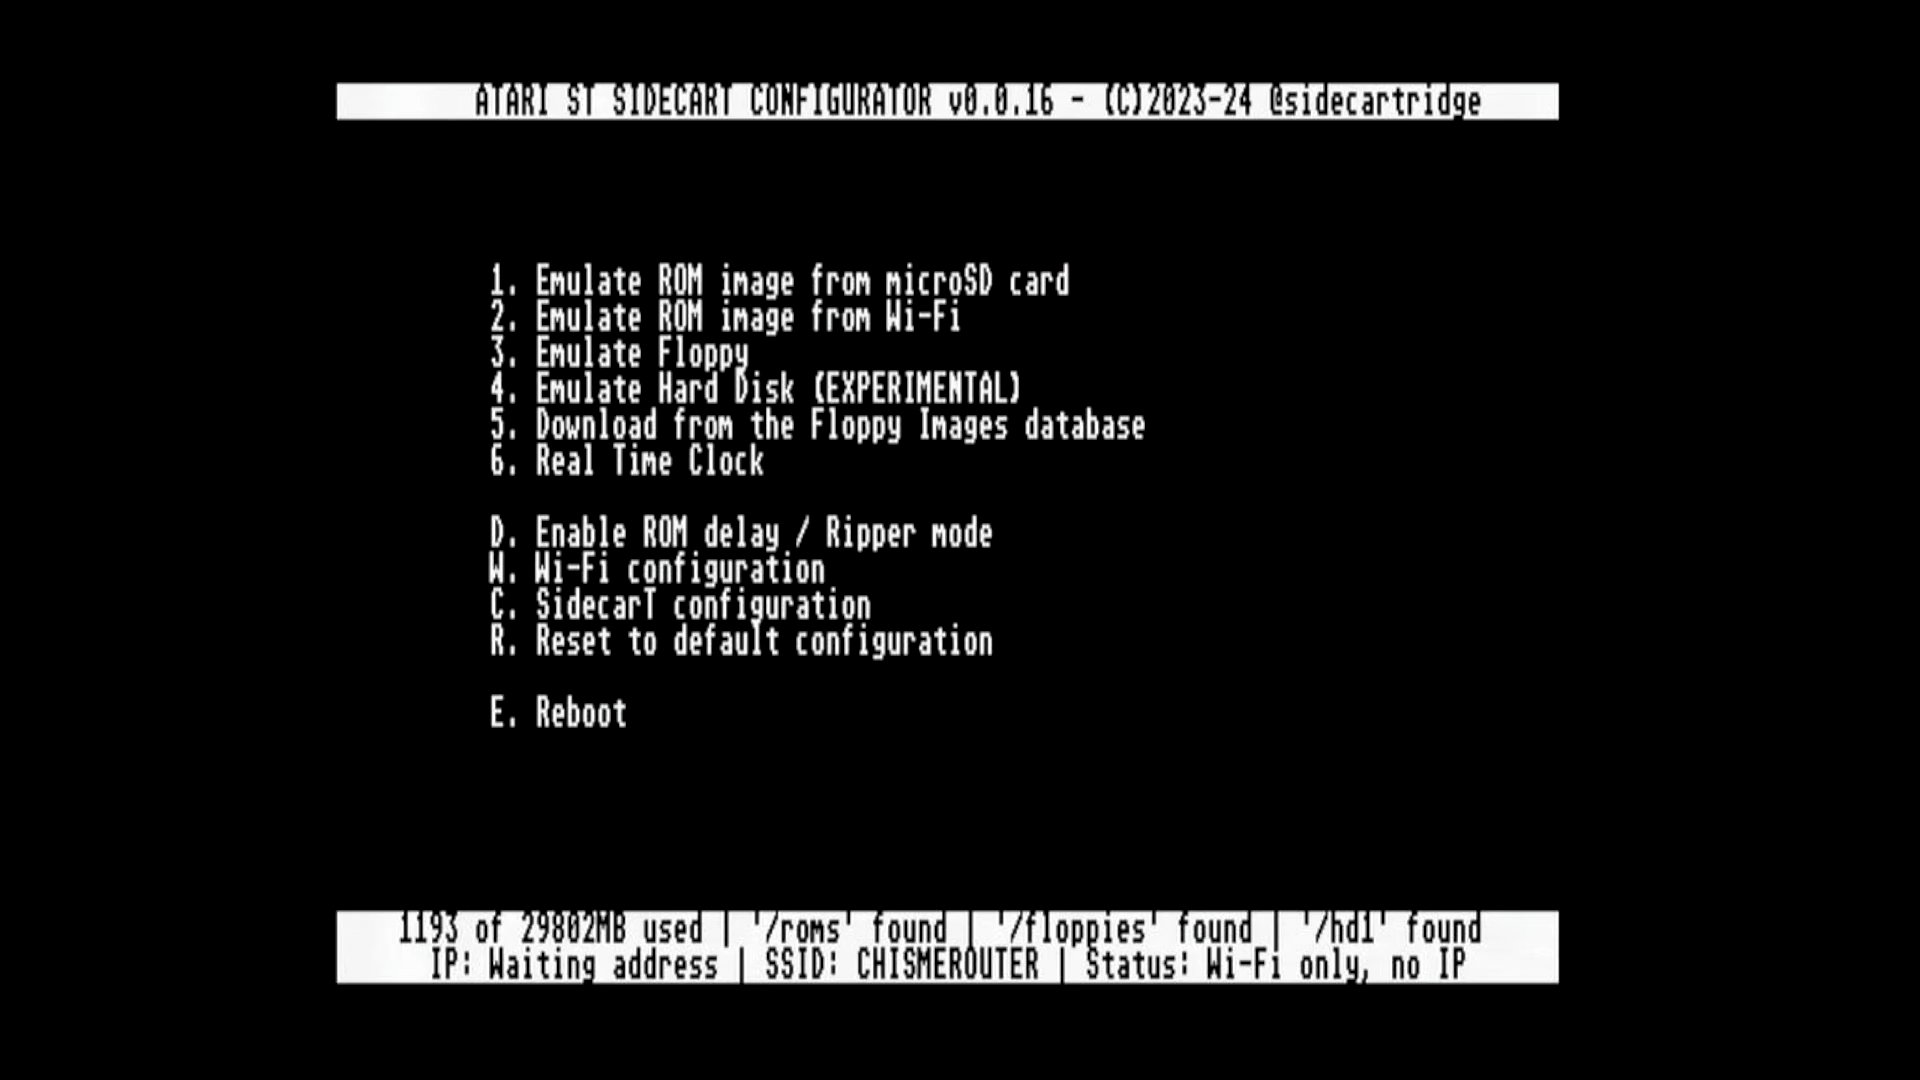 ATARI ST SIDECART CONFIGURATOR v0.0.16 - (C)2023-24 @sidecartridge
1. Emulate ROM image from microSD card
2. Emulate ROM image from Wi-Fi
3. Emulate Floppy
4. Emulate Hard Disk (EXPERIMENTAL)
5. Download from the Floppy Images database
6. Real Time Clock
D. Enable ROM delay / Ripper mode
W. Wi-Fi configuration
C. SidecarT configuration
R. Reset to default configuration
E. Reboot
1193 of 29802MB used | '/roms' found | '/floppies' found | '/hd1' found
IP: Waiting address | SSID: CHISMEROUTER | Status: Wi-Fi only, no IP